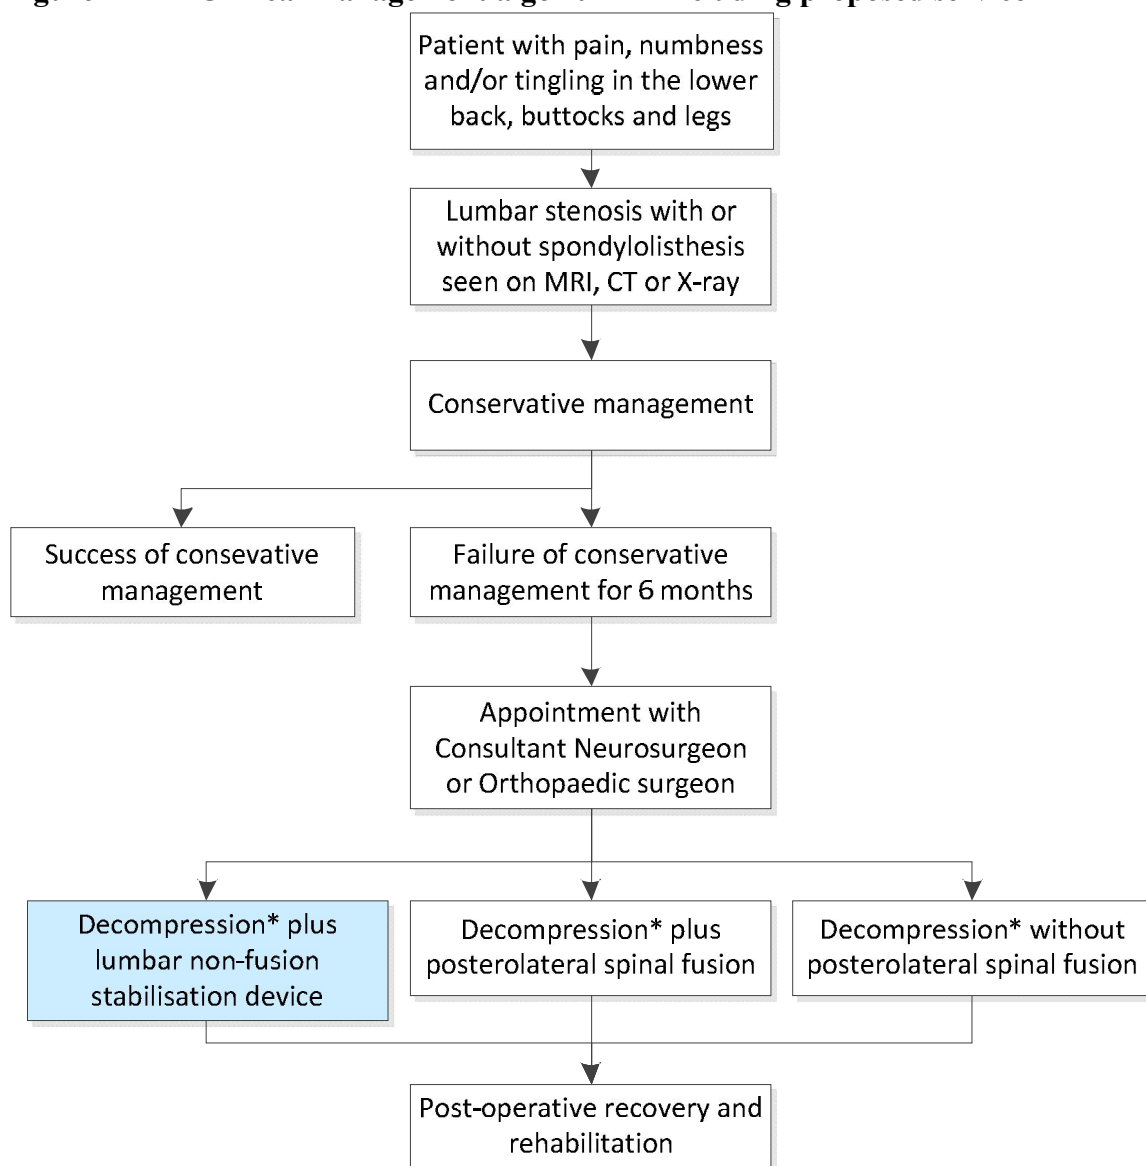 Patient with pain, numbness
and/or tingling in the lower
back, buttocks and legs
Lumbar stenosis with or
without spondylolisthesis
seen on MRI, CT or X-ray
Conservative management
Success of consevative
management
Failure of conservative
management for 6 months
Appointment with
Consultant Neurosurgeon
or Orthopaedic surgeon
Decompression* plus
lumbar non-fusion
stabilisation device
Decompression* plus
posterolateral spinal fusion
Decompression* without
posterolateral spinal fusion
Post-operative recovery and
rehabilitation